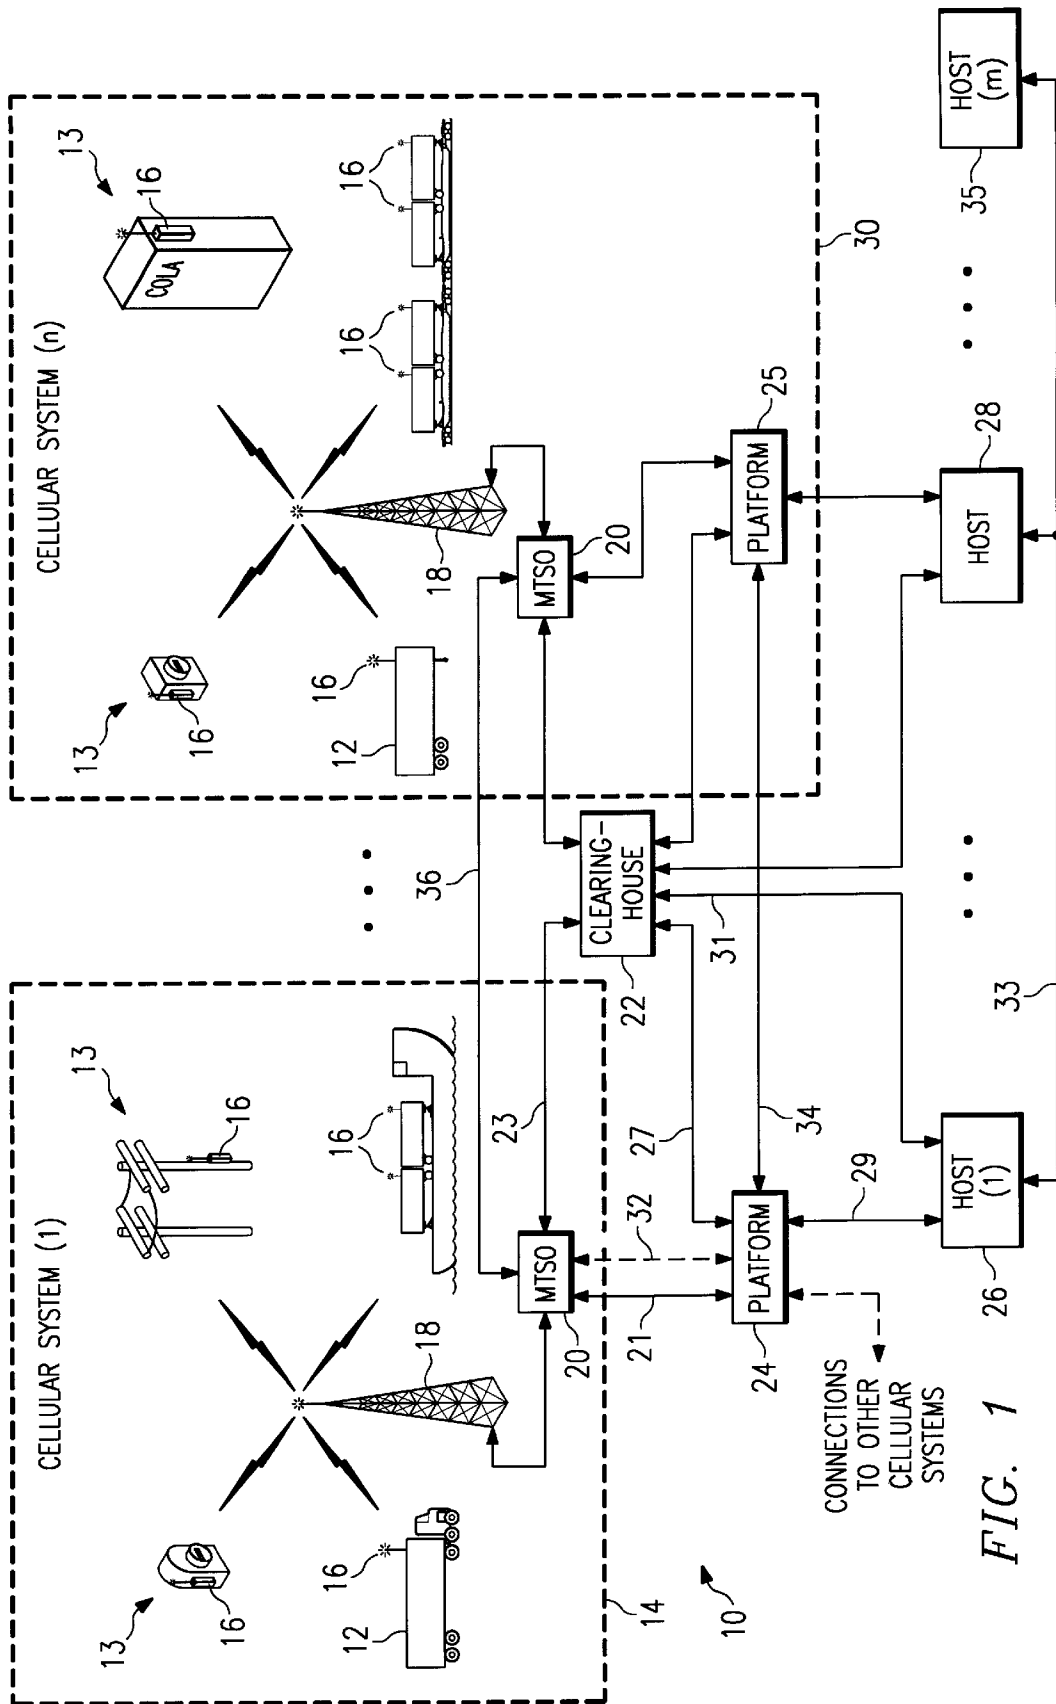 CELLULAR SYSTEM (1)
13
16
12
16
18
13
16
16
14
MTSO
20
23
36
CELLULAR SYSTEM (n)
13
16
12
16
18
13
16
COLA
16
16
MTSO
20
30
CLEARING-
HOUSE
22
21
32
27
31
34
PLATFORM
24
PLATFORM
25
29
10
CONNECTIONS
TO OTHER
CELLULAR
SYSTEMS
HOST
(1)
26
HOST
28
HOST
(m)
35
33
FIG. 1